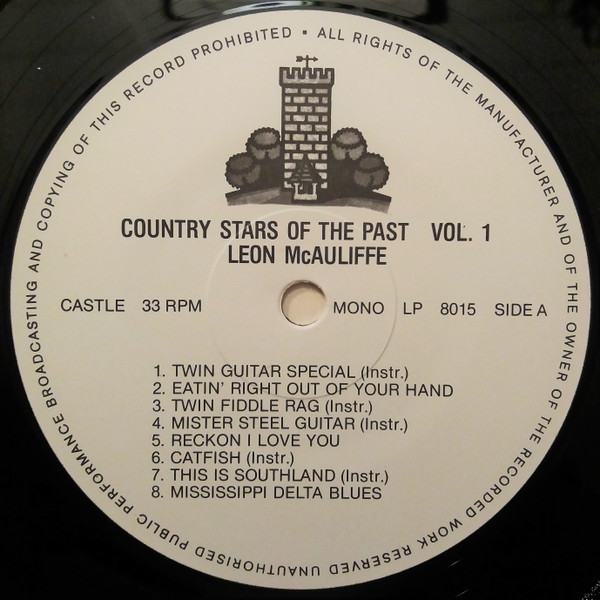 ALL RIGHTS OF THE MANUFACTURER AND OF THE OWNER OF THE RECORDED WORK RESERVED UNAUTHORISED PUBLIC PERFORMANCE BROADCASTING AND COPYING OF THIS RECORD PROHIBITED •
COUNTRY STARS OF THE PAST VOL. 1
LEON McAULIFFE
CASTLE 33 RPM MONO LP 8015 SIDE A
1. TWIN GUITAR SPECIAL (Instr.)
2. EATIN' RIGHT OUT OF YOUR HAND
3. TWIN FIDDLE RAG (Instr.)
4. MISTER STEEL GUITAR (Instr.)
5. RECKON I LOVE YOU
6. CATFISH (Instr.)
7. THIS IS SOUTHLAND (Instr.)
8. MISSISSIPPI DELTA BLUES